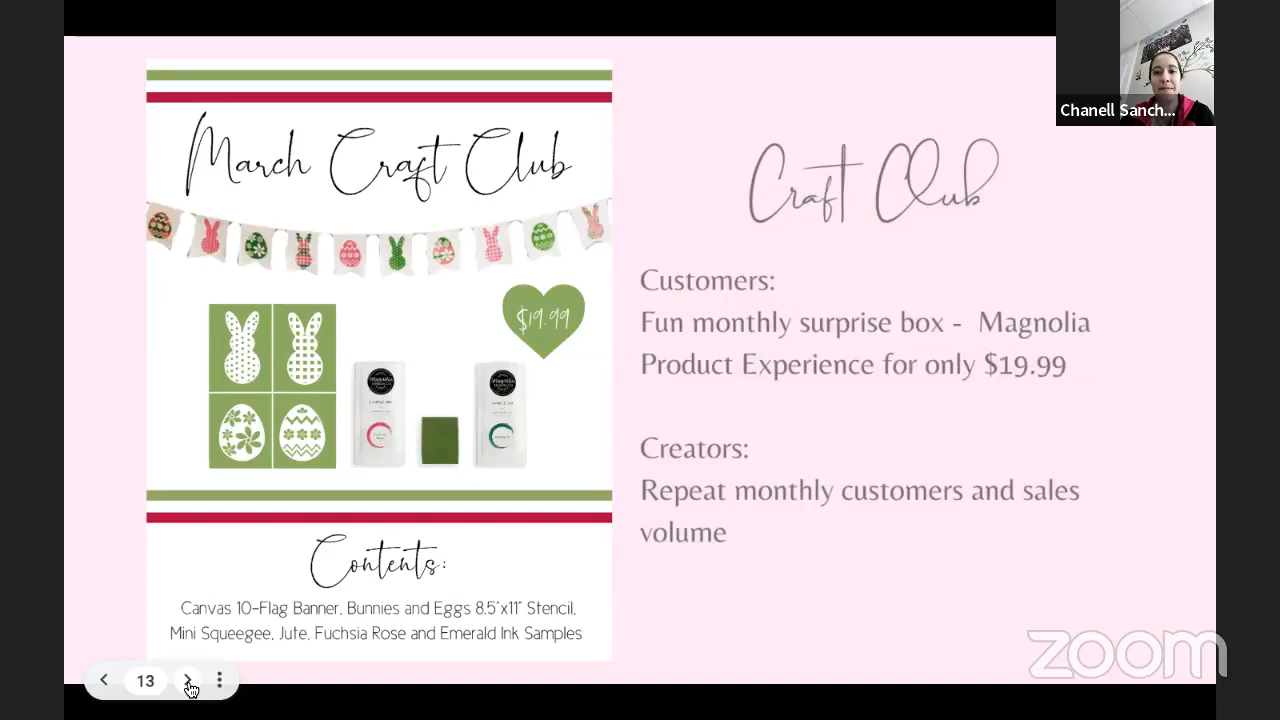 Chanell Sanch...
March Craft Club
$19.99
Contents:
Canvas 10-Flag Banner, Bunnies and Eggs 8.5"x11" Stencil,
Mini Squeegee, Jute, Fuchsia Rose and Emerald Ink Samples
Craft Club
Customers:
Fun monthly surprise box - Magnolia
Product Experience for only $19.99
Creators:
Repeat monthly customers and sales
volume
13
zoom